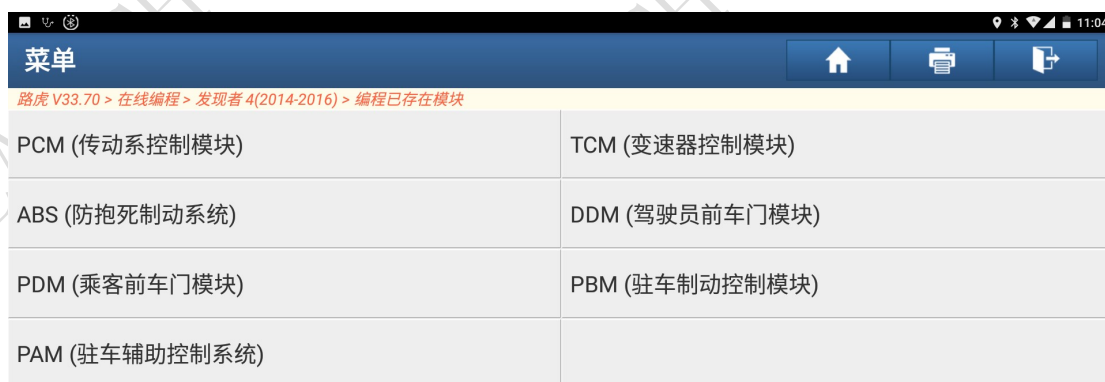 11:04
菜单
路虎 V33.70 > 在线编程 > 发现者 4(2014-2016) > 编程已存在模块
PCM (传动系控制模块)
TCM (变速器控制模块)
ABS (防抱死制动系统)
DDM (驾驶员前车门模块)
PDM (乘客前车门模块)
PBM (驻车制动控制模块)
PAM (驻车辅助控制系统)